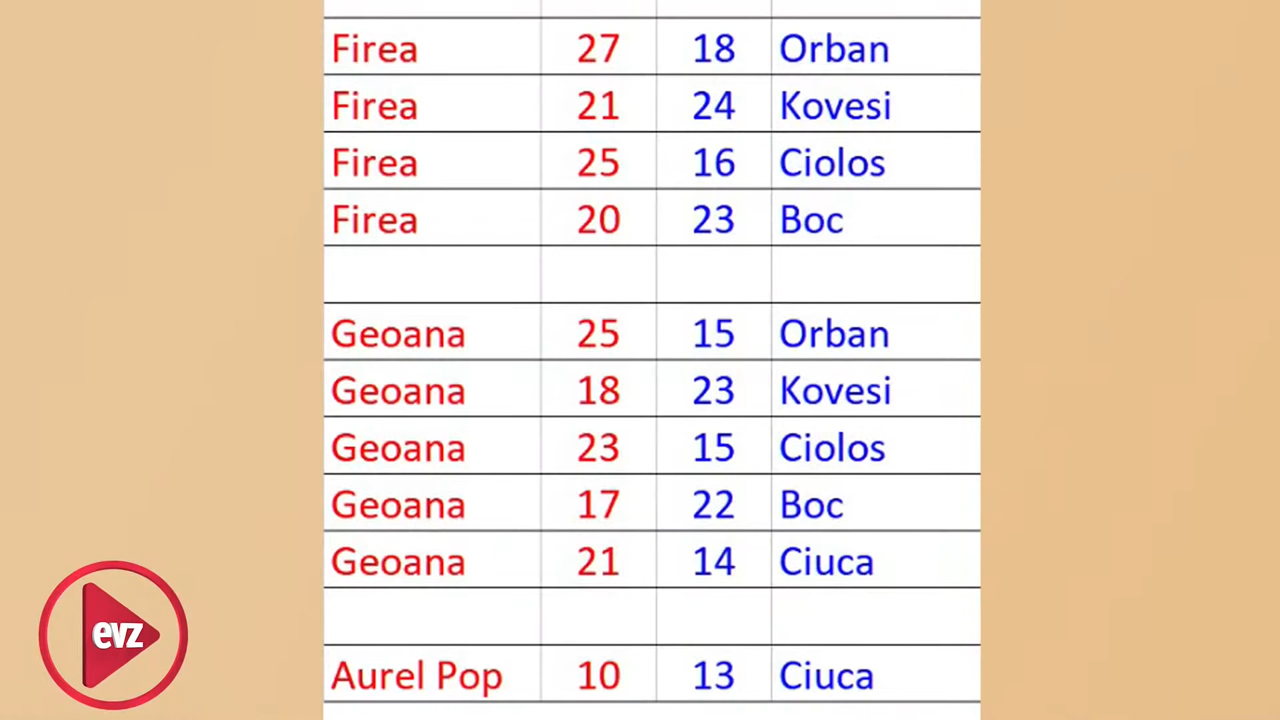 Firea 27 18 Orban
Firea 21 24 Kovesi
Firea 25 16 Ciolos
Firea 20 23 Boc
Geoana 25 15 Orban
Geoana 18 23 Kovesi
Geoana 23 15 Ciolos
Geoana 17 22 Boc
Geoana 21 14 Ciuca
Aurel Pop 10 13 Ciuca
evz